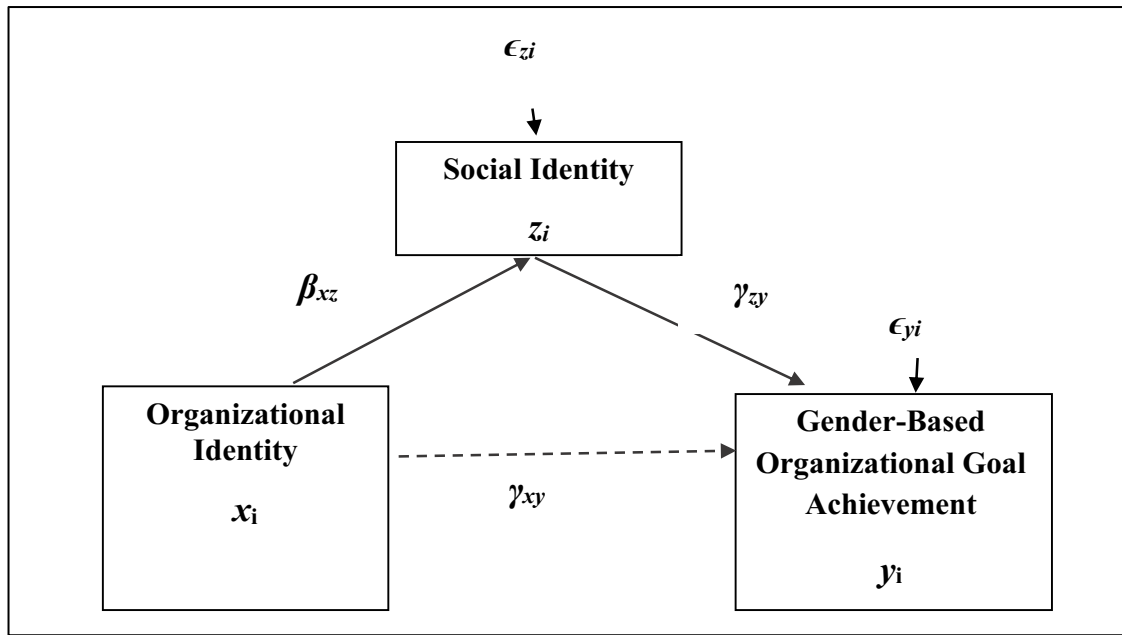 ϵzi
Social Identity
zi
βxz
γzy
ϵyi
Organizational
Identity
xi
γxy
Gender-Based
Organizational Goal
Achievement
yi